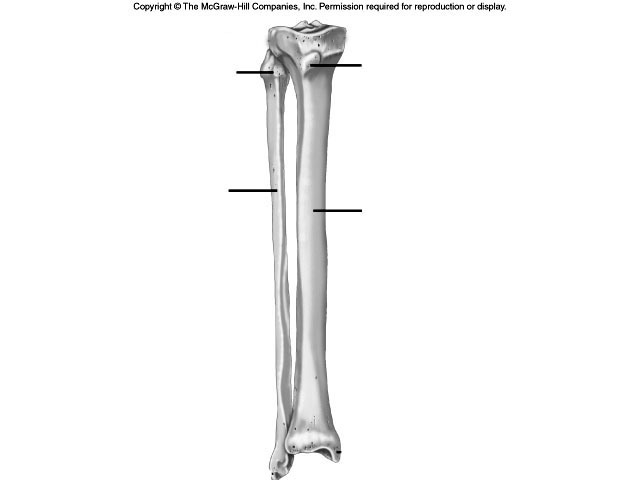 Copyright © The McGraw-Hill Companies, Inc. Permission required for reproduction or display.